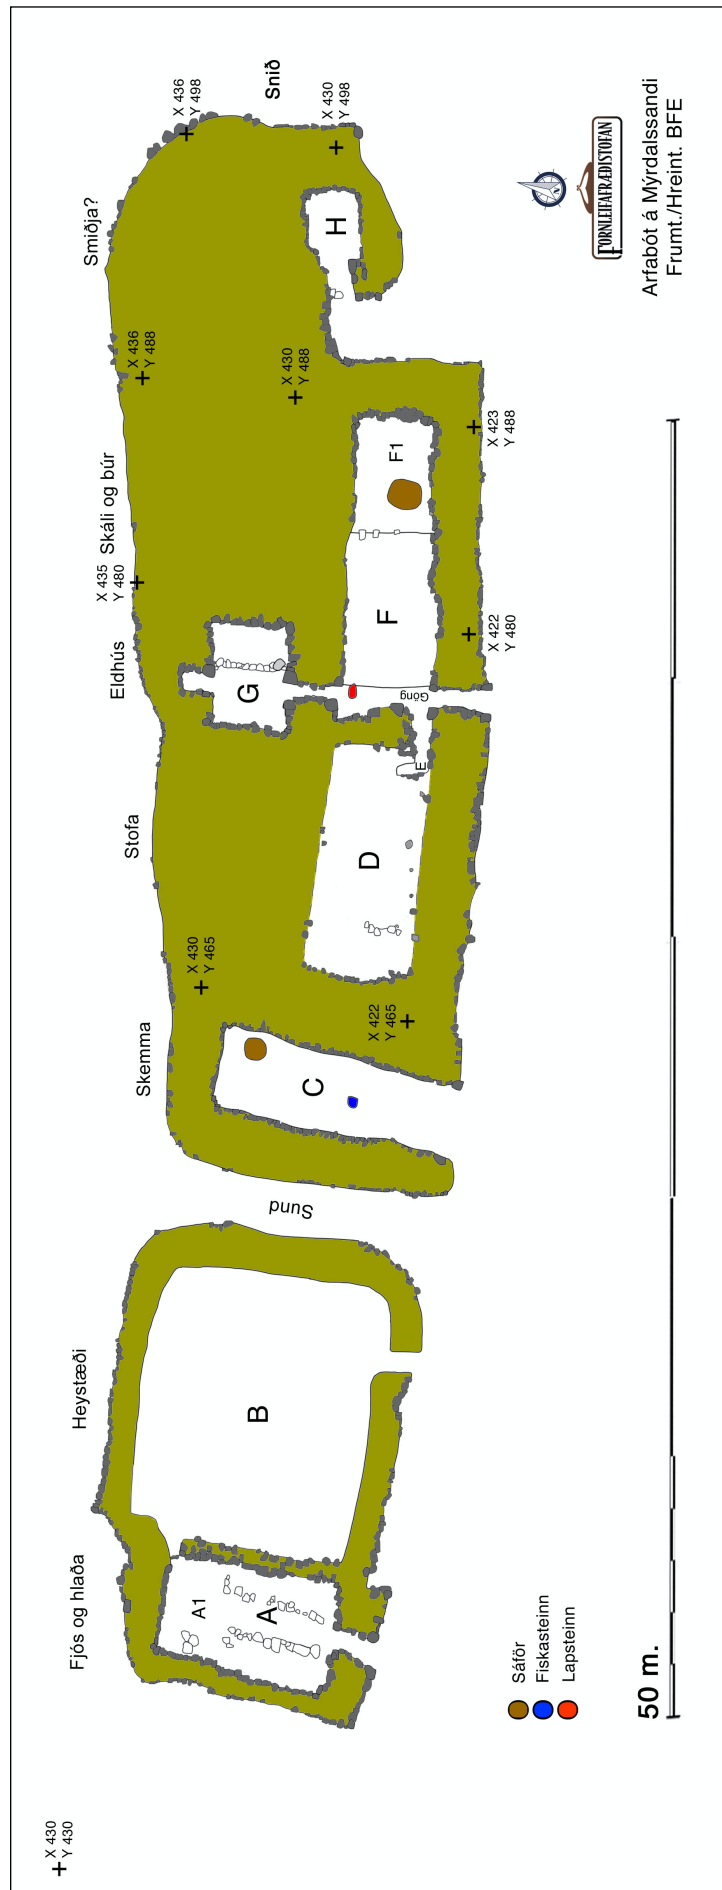 Fjós og hlaða
Heystæði
Sund
Skemma
Stofa
Eldhús
Skáli og búr
Smiðja?
Snið
X 430
Y 430
X 430
Y 465
X 422
Y 465
X 435
Y 480
X 422
Y 480
X 436
Y 488
X 430
Y 488
X 423
Y 488
X 436
Y 498
X 430
Y 498
A1
A
B
C
D
E
Göng
G
F
F1
H
Sáför
Fiskasteinn
Lapsteinn
50 m.
N
FORNLEIFAFRÆÐISTOFAN
Arfabót á Mýrdalssandi
Frumt./Hreint. BFE